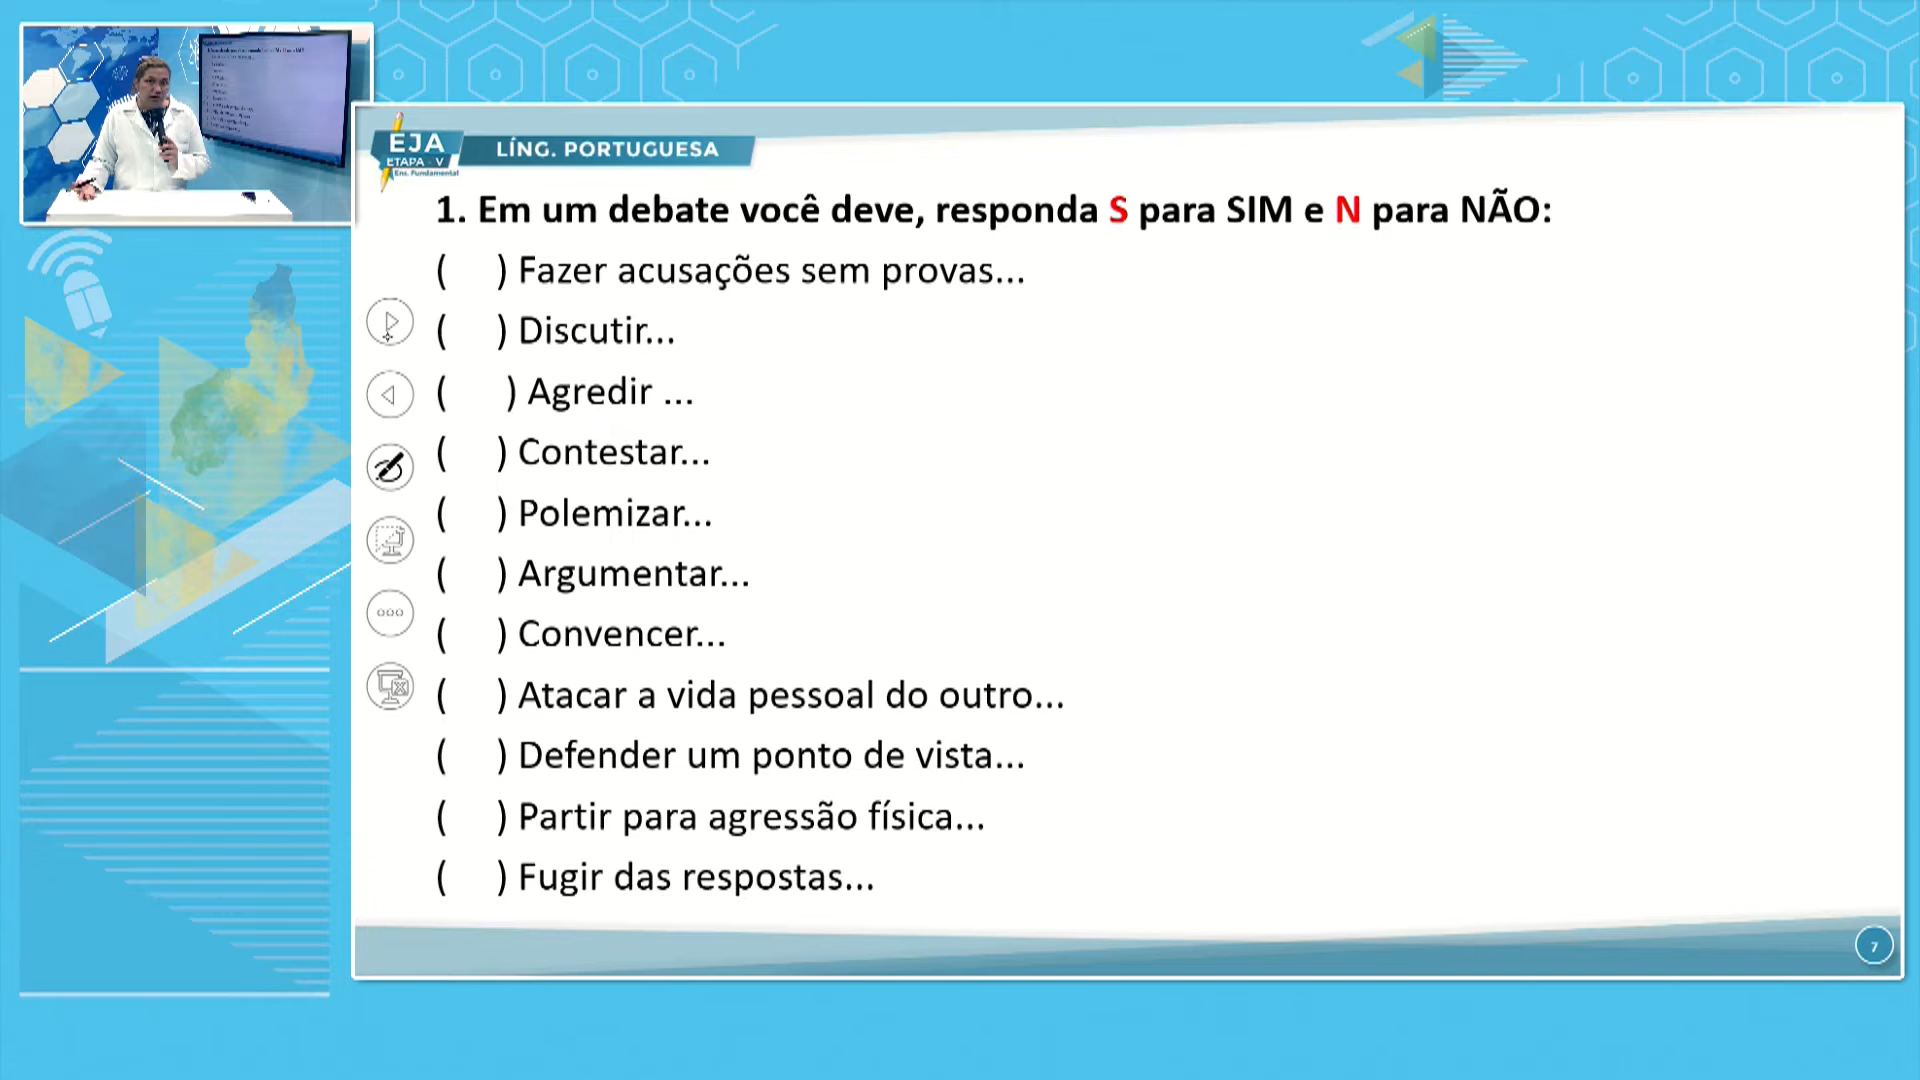 EJA
ETAPA - V
Ens. Fundamental
LÍNG. PORTUGUESA
1. Em um debate você deve, responda S para SIM e N para NÃO:
( ) Fazer acusações sem provas...
( ) Discutir...
( ) Agredir ...
( ) Contestar...
( ) Polemizar...
( ) Argumentar...
( ) Convencer...
( ) Atacar a vida pessoal do outro...
( ) Defender um ponto de vista...
( ) Partir para agressão física...
( ) Fugir das respostas...
7